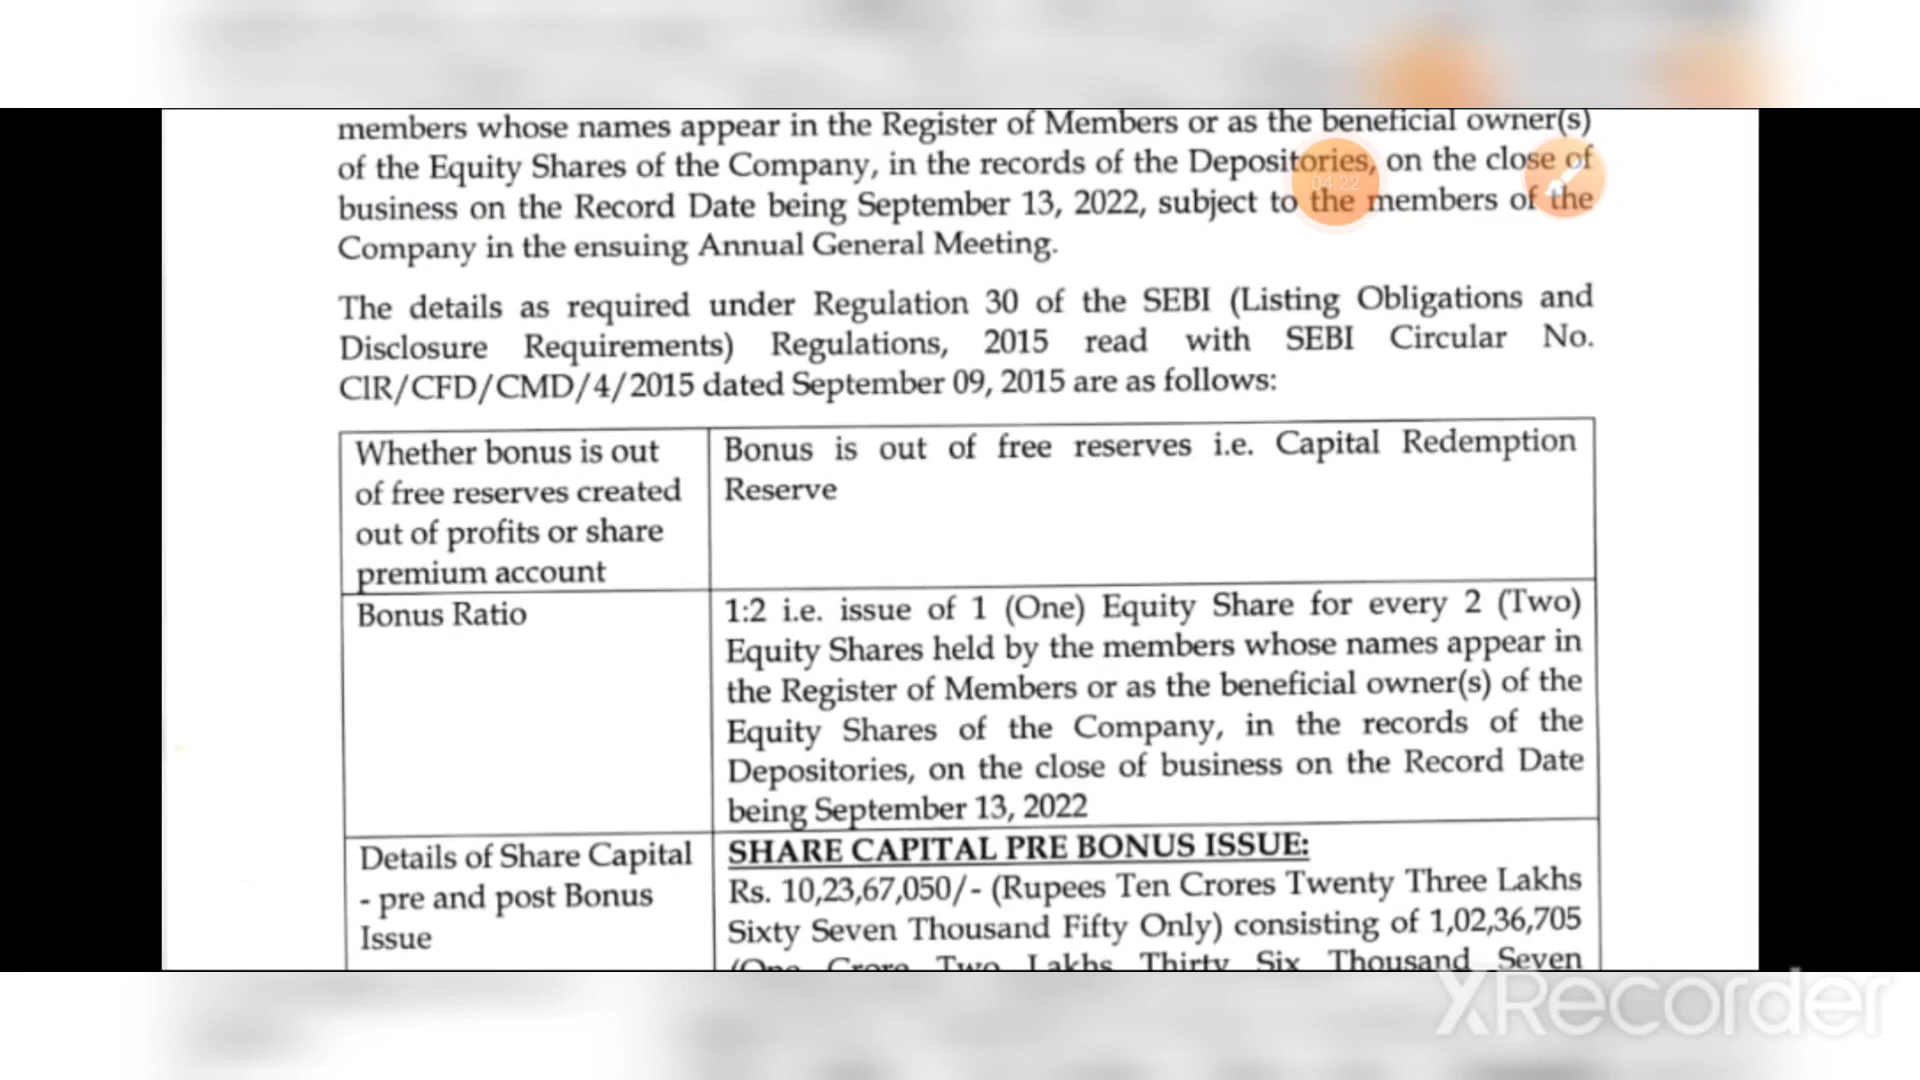 members whose names appear in the Register of Members or as the beneficial owner(s)
of the Equity Shares of the Company, in the records of the Depositories, on the close of
business on the Record Date being September 13, 2022, subject to the members of the
Company in the ensuing Annual General Meeting.
04:22
The details as required under Regulation 30 of the SEBI (Listing Obligations and
Disclosure Requirements) Regulations, 2015 read with SEBI Circular No.
CIR/CFD/CMD/4/2015 dated September 09, 2015 are as follows:
Whether bonus is out
of free reserves created
out of profits or share
premium account
Bonus is out of free reserves i.e. Capital Redemption
Reserve
Bonus Ratio
1:2 i.e. issue of 1 (One) Equity Share for every 2 (Two)
Equity Shares held by the members whose names appear in
the Register of Members or as the beneficial owner(s) of the
Equity Shares of the Company, in the records of the
Depositories, on the close of business on the Record Date
being September 13, 2022
Details of Share Capital
- pre and post Bonus
Issue
SHARE CAPITAL PRE BONUS ISSUE:
Rs. 10,23,67,050/- (Rupees Ten Crores Twenty Three Lakhs
Sixty Seven Thousand Fifty Only) consisting of 1,02,36,705
(One Crore Two Lakhs Thirty Six Thousand Seven
XRecorder